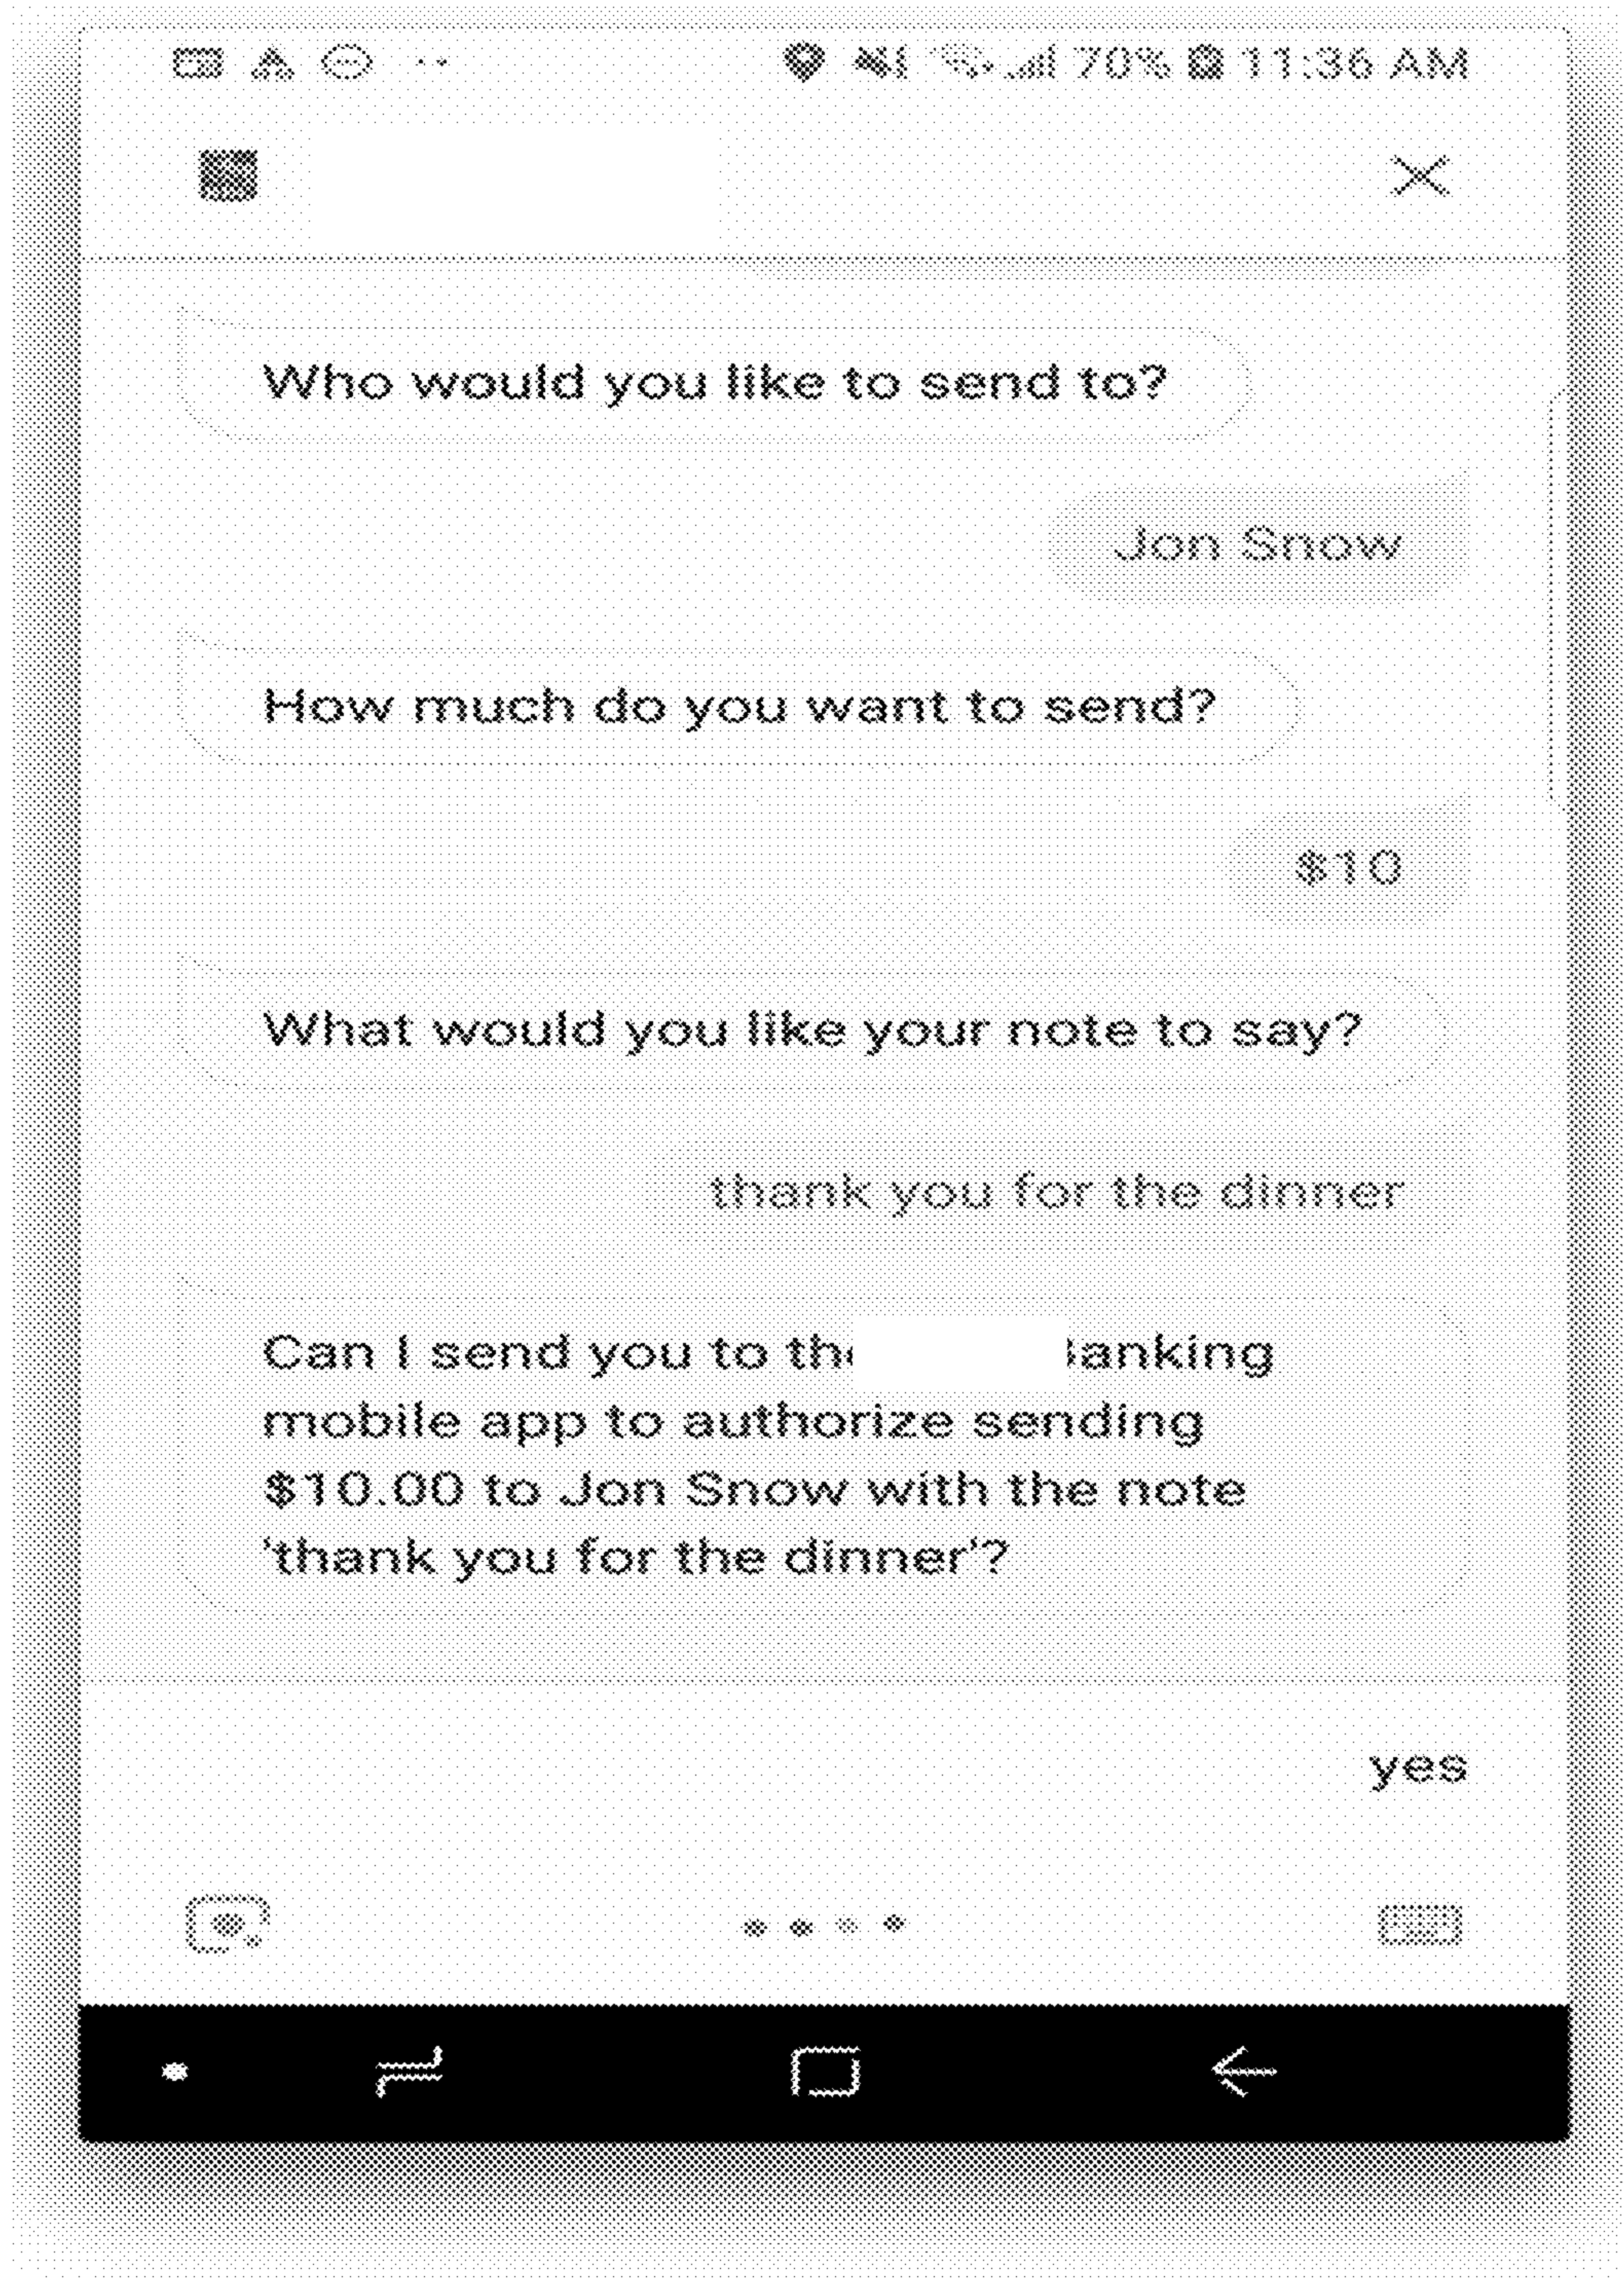 70% 11:36 AM
Who would you like to send to?
Jon Snow
How much do you want to send?
$10
What would you like your note to say?
thank you for the dinner
Can I send you to the anking
mobile app to authorize sending
$10.00 to Jon Snow with the note
'thank you for the dinner'?
yes